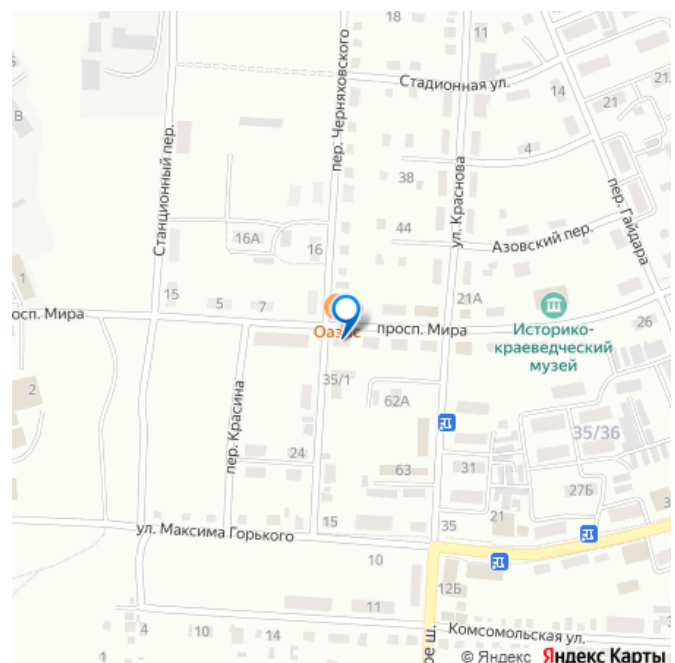 18
11
Стадионная ул.
14
21
21
В
пер. Черняховского
Станционный пер.
ул. Краснова
пер. Гайдара
4
38
44
Азовский пер.
16А
16
1
15
5
7
21А
осп. Мира
просп. Мира
Оазис
Историко-
краеведческий
музей
26
2
35/1
62А
пер. Красина
24
63
31
35/36
27Б
21
3
ул. Максима Горького
15
35
10
12Б
11
4
10
14
1
Комсомольская ул.
ое ш.
© Яндекс Яндекс Карты